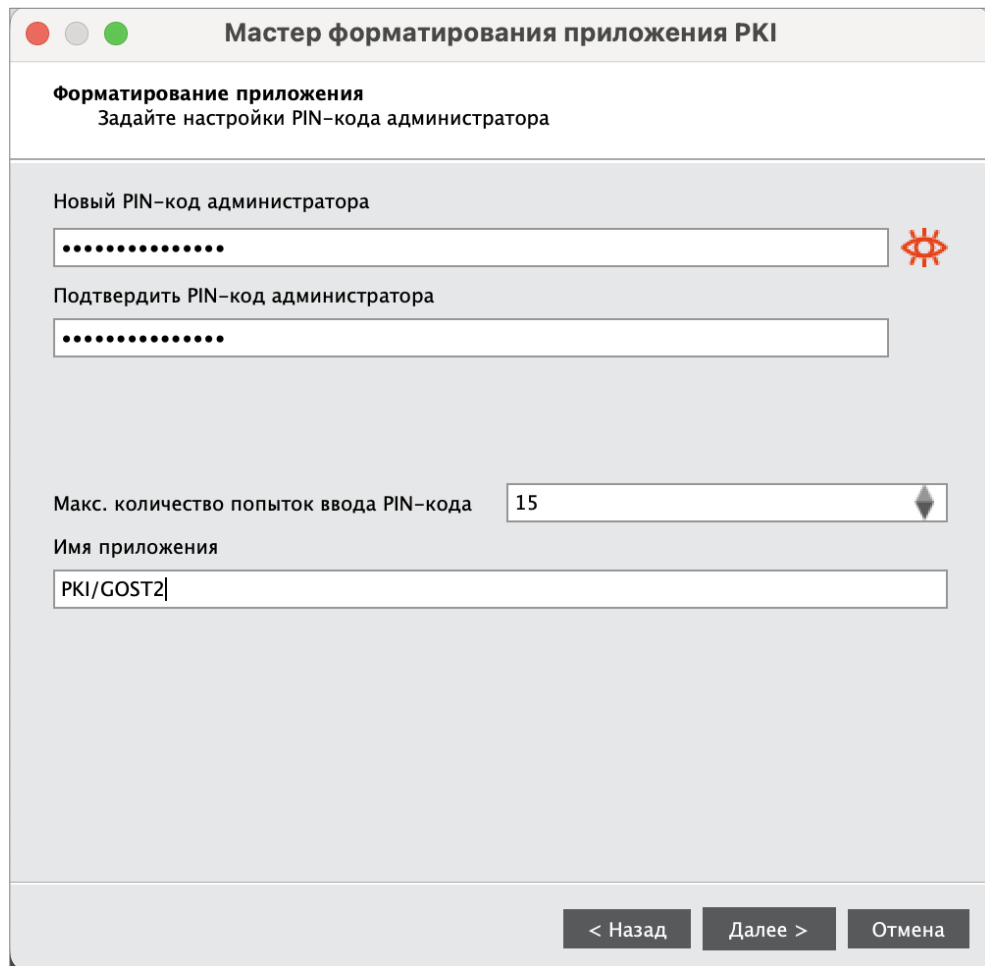 Мастер форматирования приложения PKI
Форматирование приложения
Задайте настройки PIN-кода администратора
Новый PIN-код администратора
•••••••••••••••
Подтвердить PIN-код администратора
•••••••••••••••
Макс. количество попыток ввода PIN-кода 15
Имя приложения
PKI/GOST2
< Назад Далее > Отмена